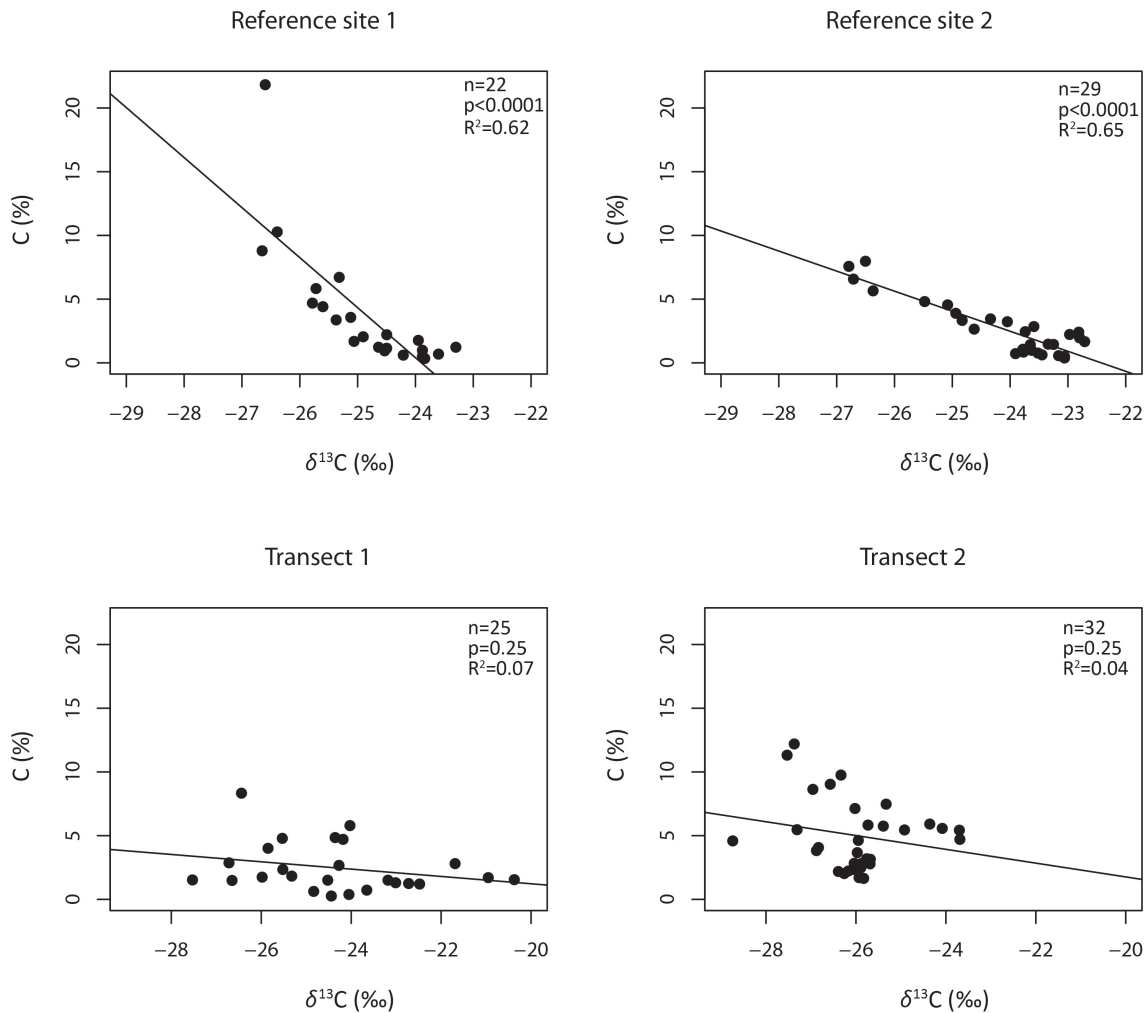 Reference site 1
n=22
p<0.0001
R²=0.62
20
15
10
5
0
C (%)
−29 −28 −27 −26 −25 −24 −23 −22
δ¹³C (‰)
Reference site 2
n=29
p<0.0001
R²=0.65
20
15
10
5
0
C (%)
−29 −28 −27 −26 −25 −24 −23 −22
δ¹³C (‰)
Transect 1
n=25
p=0.25
R²=0.07
20
15
10
5
0
C (%)
−28 −26 −24 −22 −20
δ¹³C (‰)
Transect 2
n=32
p=0.25
R²=0.04
20
15
10
5
0
C (%)
−28 −26 −24 −22 −20
δ¹³C (‰)